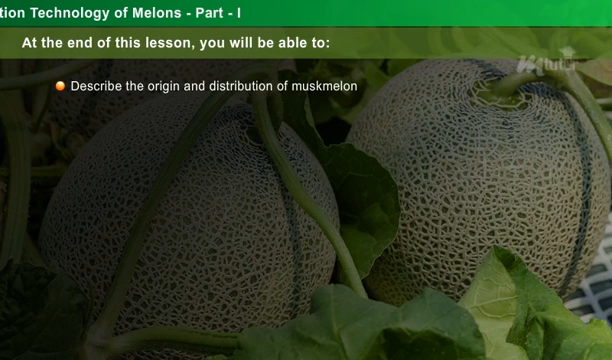 tion Technology of Melons - Part - I
At the end of this lesson, you will be able to:
Describe the origin and distribution of muskmelon